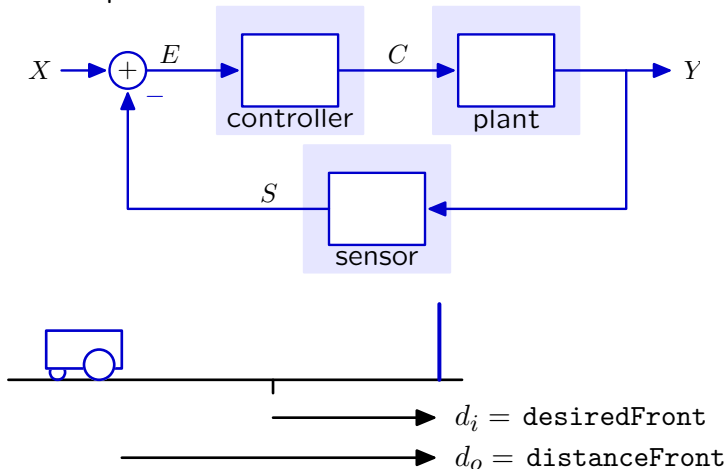 X + E C Y
−
controller plant
S
sensor
d_i = desiredFront
d_o = distanceFront